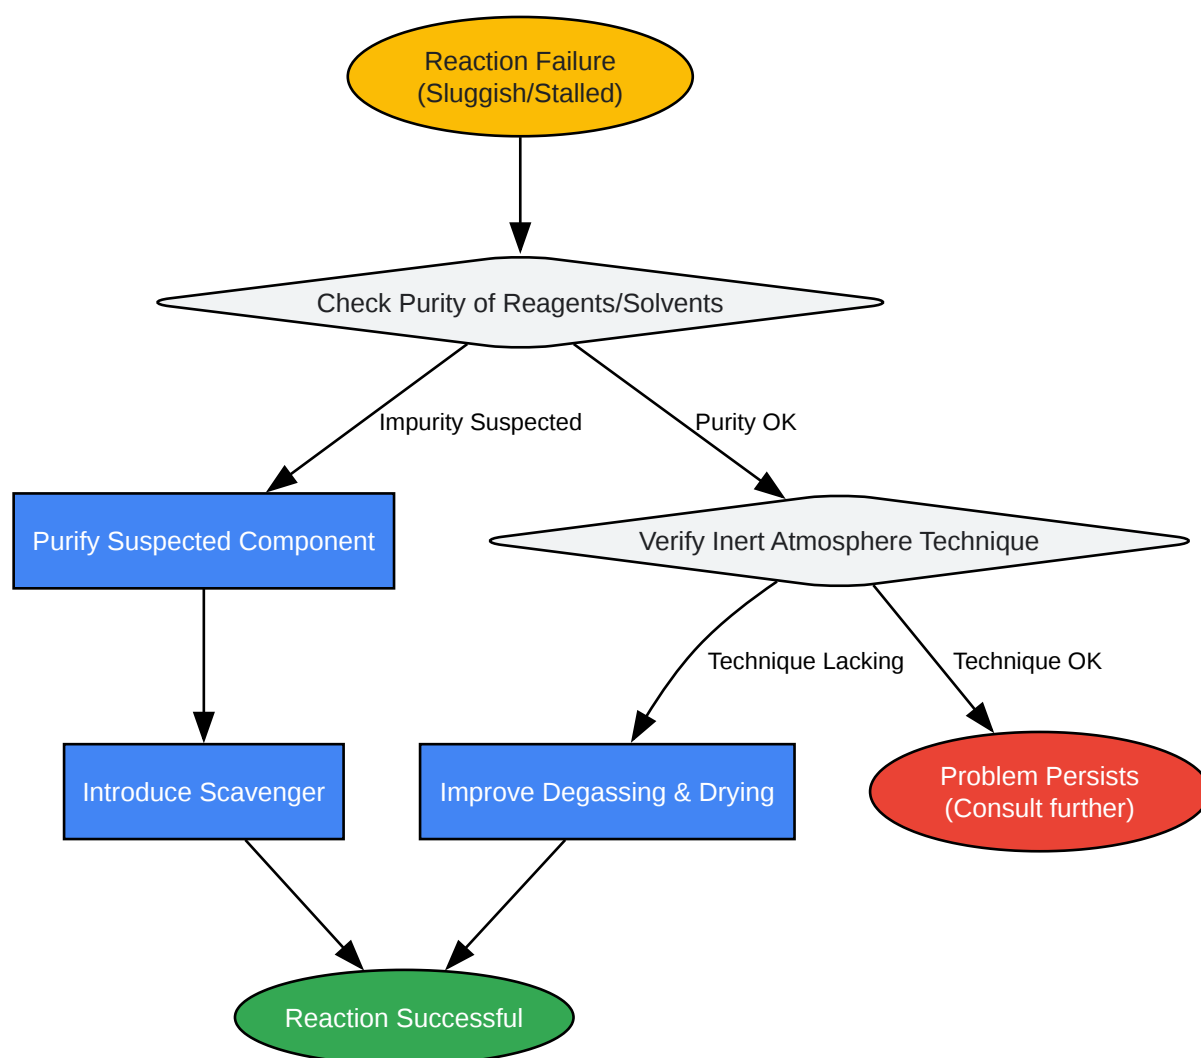 Reaction Failure
(Sluggish/Stalled)
Check Purity of Reagents/Solvents
Impurity Suspected
Purity OK
Purify Suspected Component
Verify Inert Atmosphere Technique
Technique Lacking
Technique OK
Introduce Scavenger
Improve Degassing & Drying
Problem Persists
(Consult further)
Reaction Successful